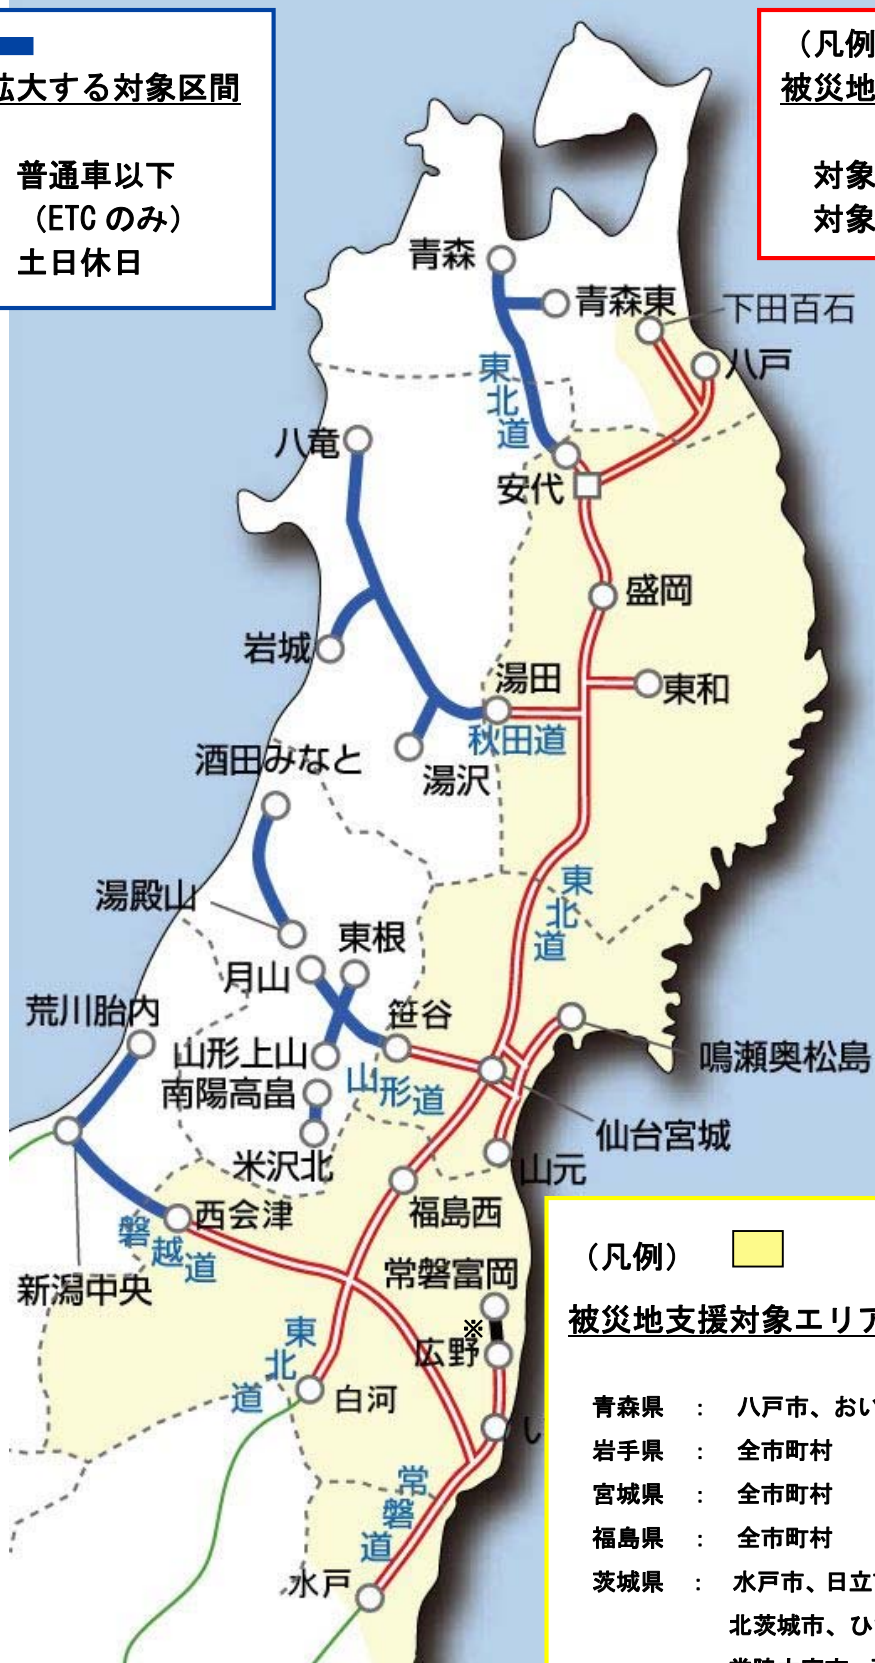 拡大する対象区間
普通車以下
（ETCのみ）
土日休日
（凡例
被災地
対象
対象
青森
青森東
下田百石
八戸
東北道
八竜
安代
盛岡
岩城
湯田
東和
秋田道
酒田みなと
湯沢
東北道
湯殿山
東根
月山
荒川胎内
笹谷
山形上山
鳴瀬奥松島
南陽高畠
山形道
仙台宮城
米沢北
山元
西会津
福島西
磐越道
新潟中央
常磐富岡
※
広野
東北道
白河
い
常磐道
水戸
（凡例）
被災地支援対象エリア
青森県 ： 八戸市、おい
岩手県 ： 全市町村
宮城県 ： 全市町村
福島県 ： 全市町村
茨城県 ： 水戸市、日立
北茨城市、ひ